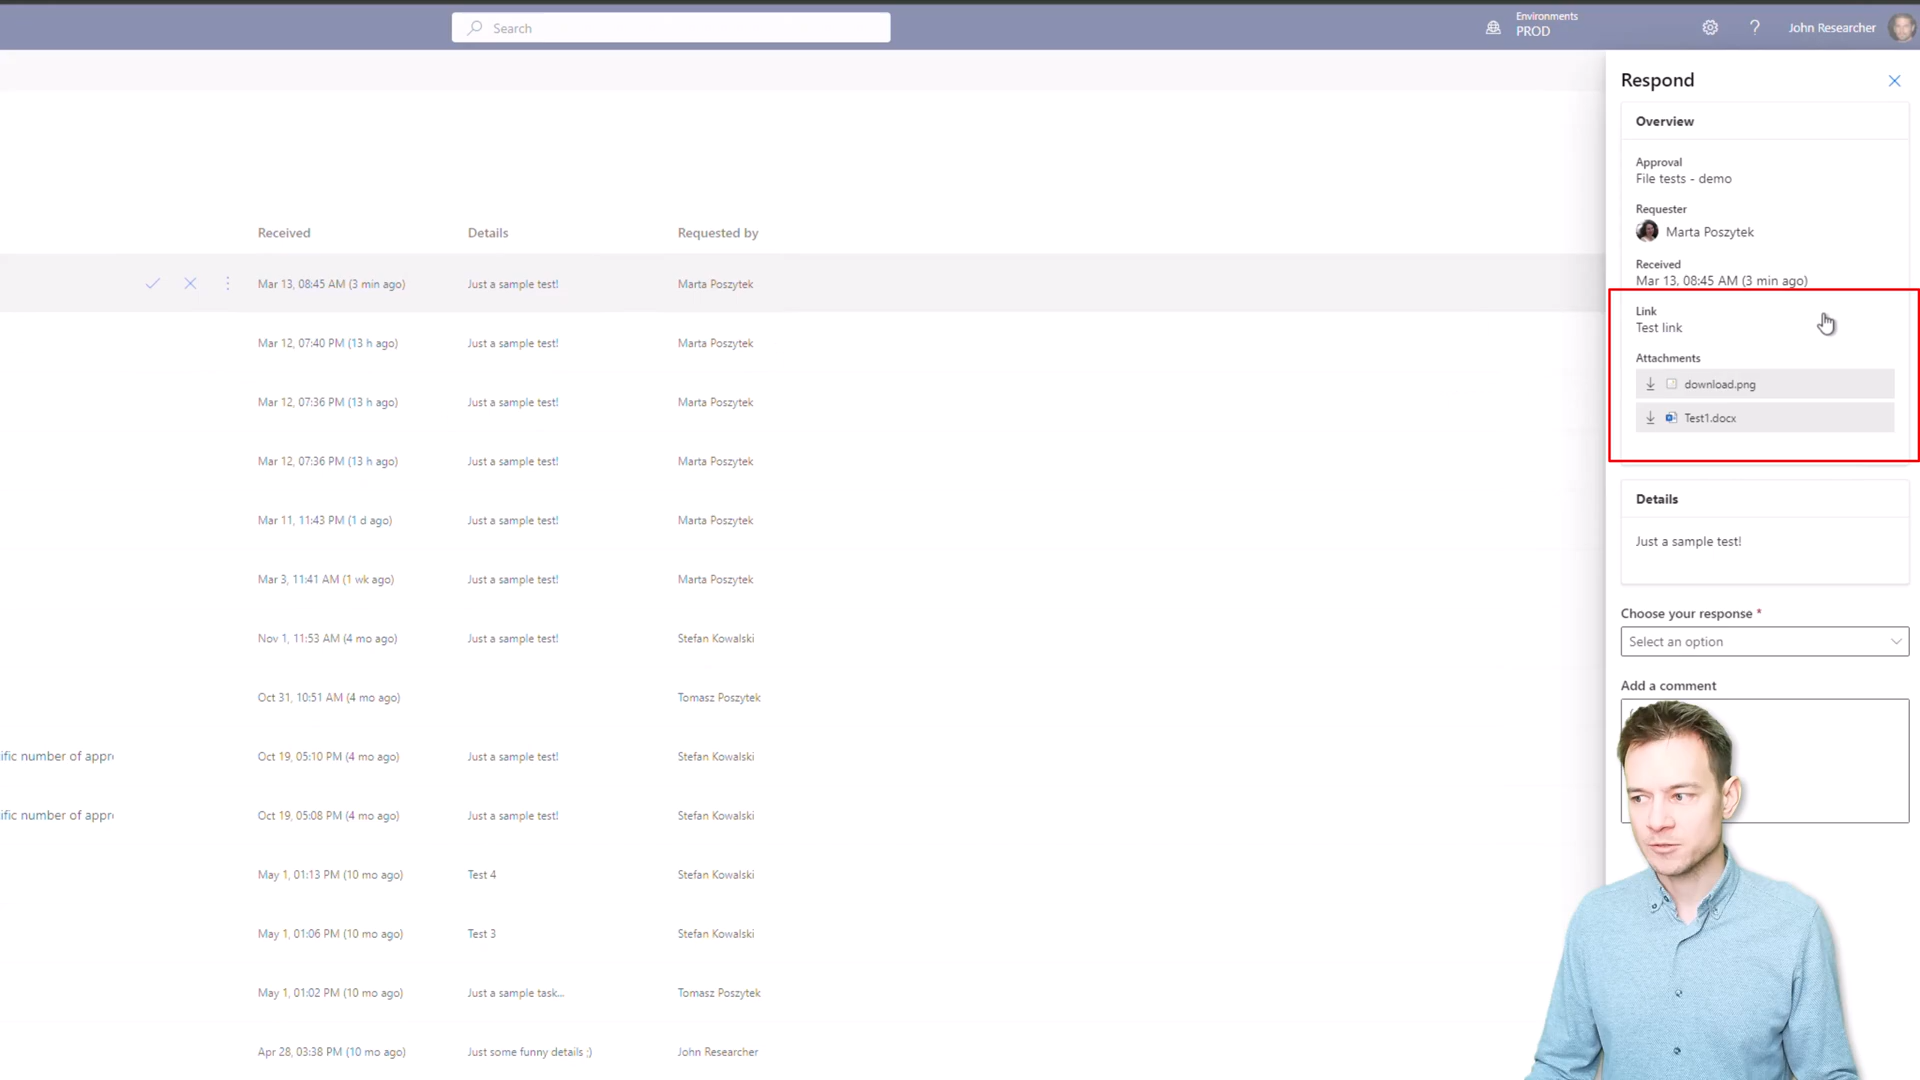 Search
Environments
PROD
?
John Researcher
Respond
Overview
Approval
File tests - demo
Requester
Marta Poszytek
Received
Mar 13, 08:45 AM (3 min ago)
Link
Test link
Attachments
download.png
Test1.docx
Details
Just a sample test!
Choose your response *
Select an option
Add a comment
Received Details Requested by
Mar 13, 08:45 AM (3 min ago) Just a sample test! Marta Poszytek
Mar 12, 07:40 PM (13 h ago) Just a sample test! Marta Poszytek
Mar 12, 07:36 PM (13 h ago) Just a sample test! Marta Poszytek
Mar 12, 07:36 PM (13 h ago) Just a sample test! Marta Poszytek
Mar 11, 11:43 PM (1 d ago) Just a sample test! Marta Poszytek
Mar 3, 11:41 AM (1 wk ago) Just a sample test! Marta Poszytek
Nov 1, 11:53 AM (4 mo ago) Just a sample test! Stefan Kowalski
Oct 31, 10:51 AM (4 mo ago) Tomasz Poszytek
ific number of appr Oct 19, 05:10 PM (4 mo ago) Just a sample test! Stefan Kowalski
ific number of appr Oct 19, 05:08 PM (4 mo ago) Just a sample test! Stefan Kowalski
May 1, 01:13 PM (10 mo ago) Test 4 Stefan Kowalski
May 1, 01:06 PM (10 mo ago) Test 3 Stefan Kowalski
May 1, 01:02 PM (10 mo ago) Just a sample task... Tomasz Poszytek
Apr 28, 03:38 PM (10 mo ago) Just some funny details ;) John Researcher